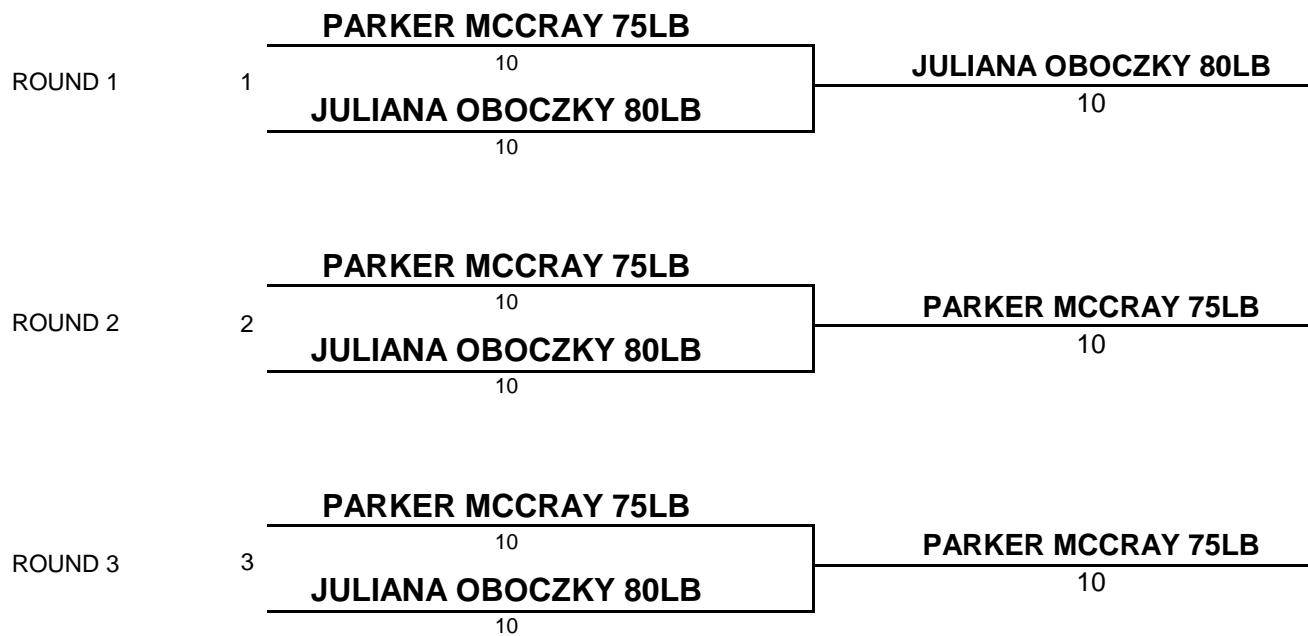 PARKER MCCRAY 75LB
10
ROUND 1 1 JULIANA OBOCZKY 80LB
10
JULIANA OBOCZKY 80LB
10
PARKER MCCRAY 75LB
10
ROUND 2 2 PARKER MCCRAY 75LB
10
JULIANA OBOCZKY 80LB
10
PARKER MCCRAY 75LB
10
ROUND 3 3 PARKER MCCRAY 75LB
10
JULIANA OBOCZKY 80LB
10